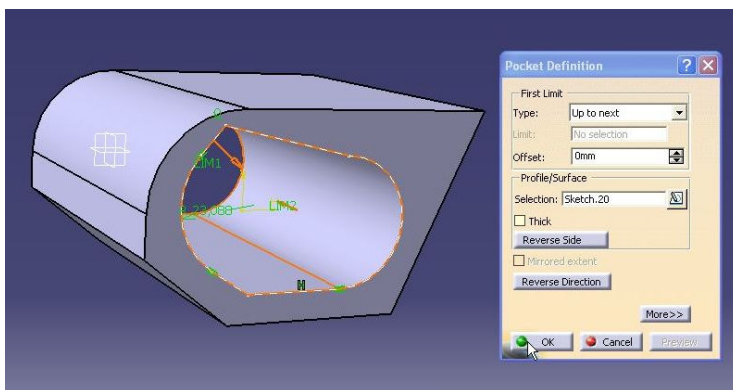 Pocket Definition
First Limit
Type: Up to next
Limit: No selection
Offset: 0mm
Profile/Surface
Selection: Sketch.20
Thick
Reverse Side
Mirrored extent
Reverse Direction
More>>
OK Cancel Preview
LIM1
LIM2
H